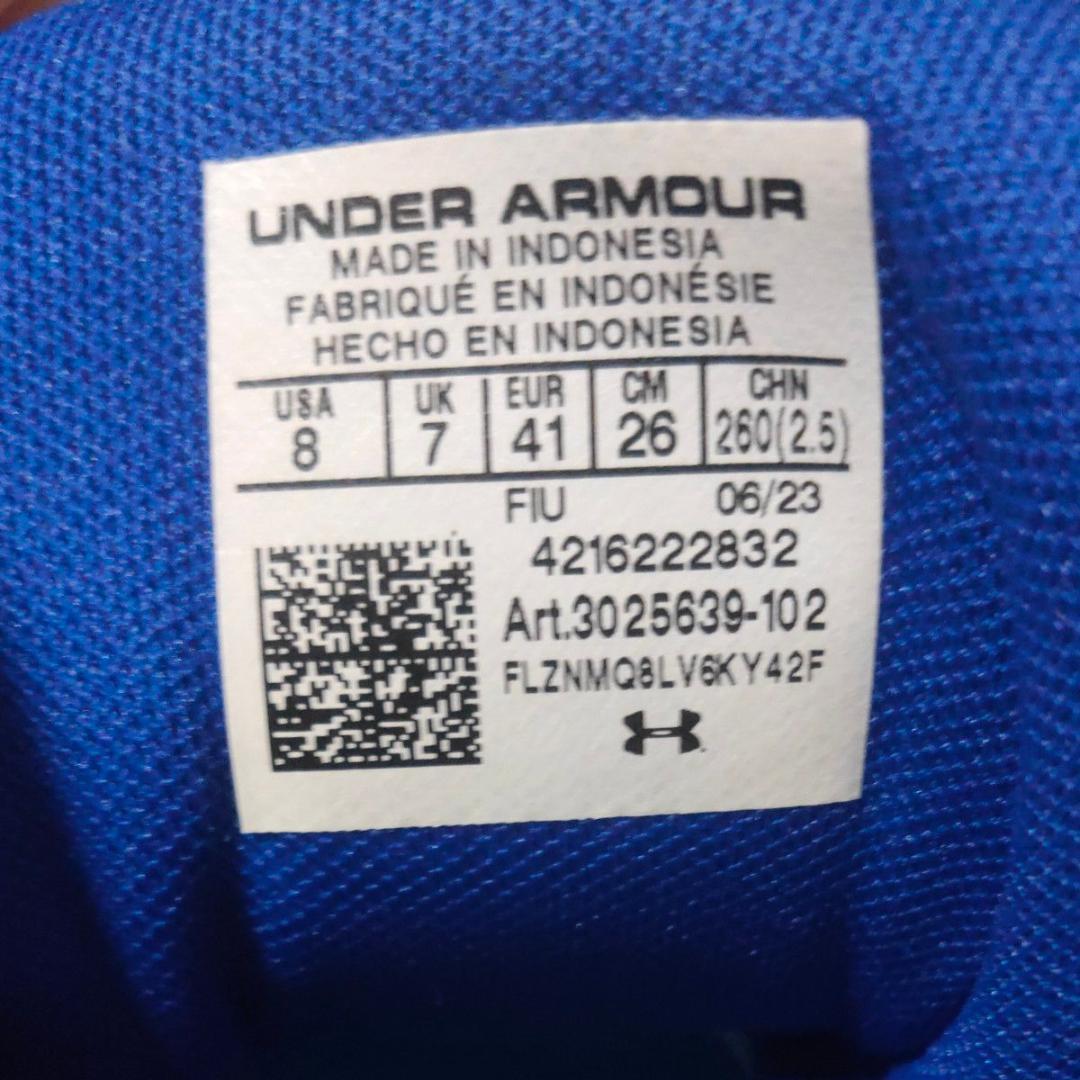 UNDER ARMOUR
MADE IN INDONESIA
FABRIQUÉ EN INDONÉSIE
HECHO EN INDONESIA
USA UK EUR CM CHN
8 7 41 26 260(2.5)
FIU 06/23
4216222832
Art.3025639-102
FLZNMQ8LV6KY42F